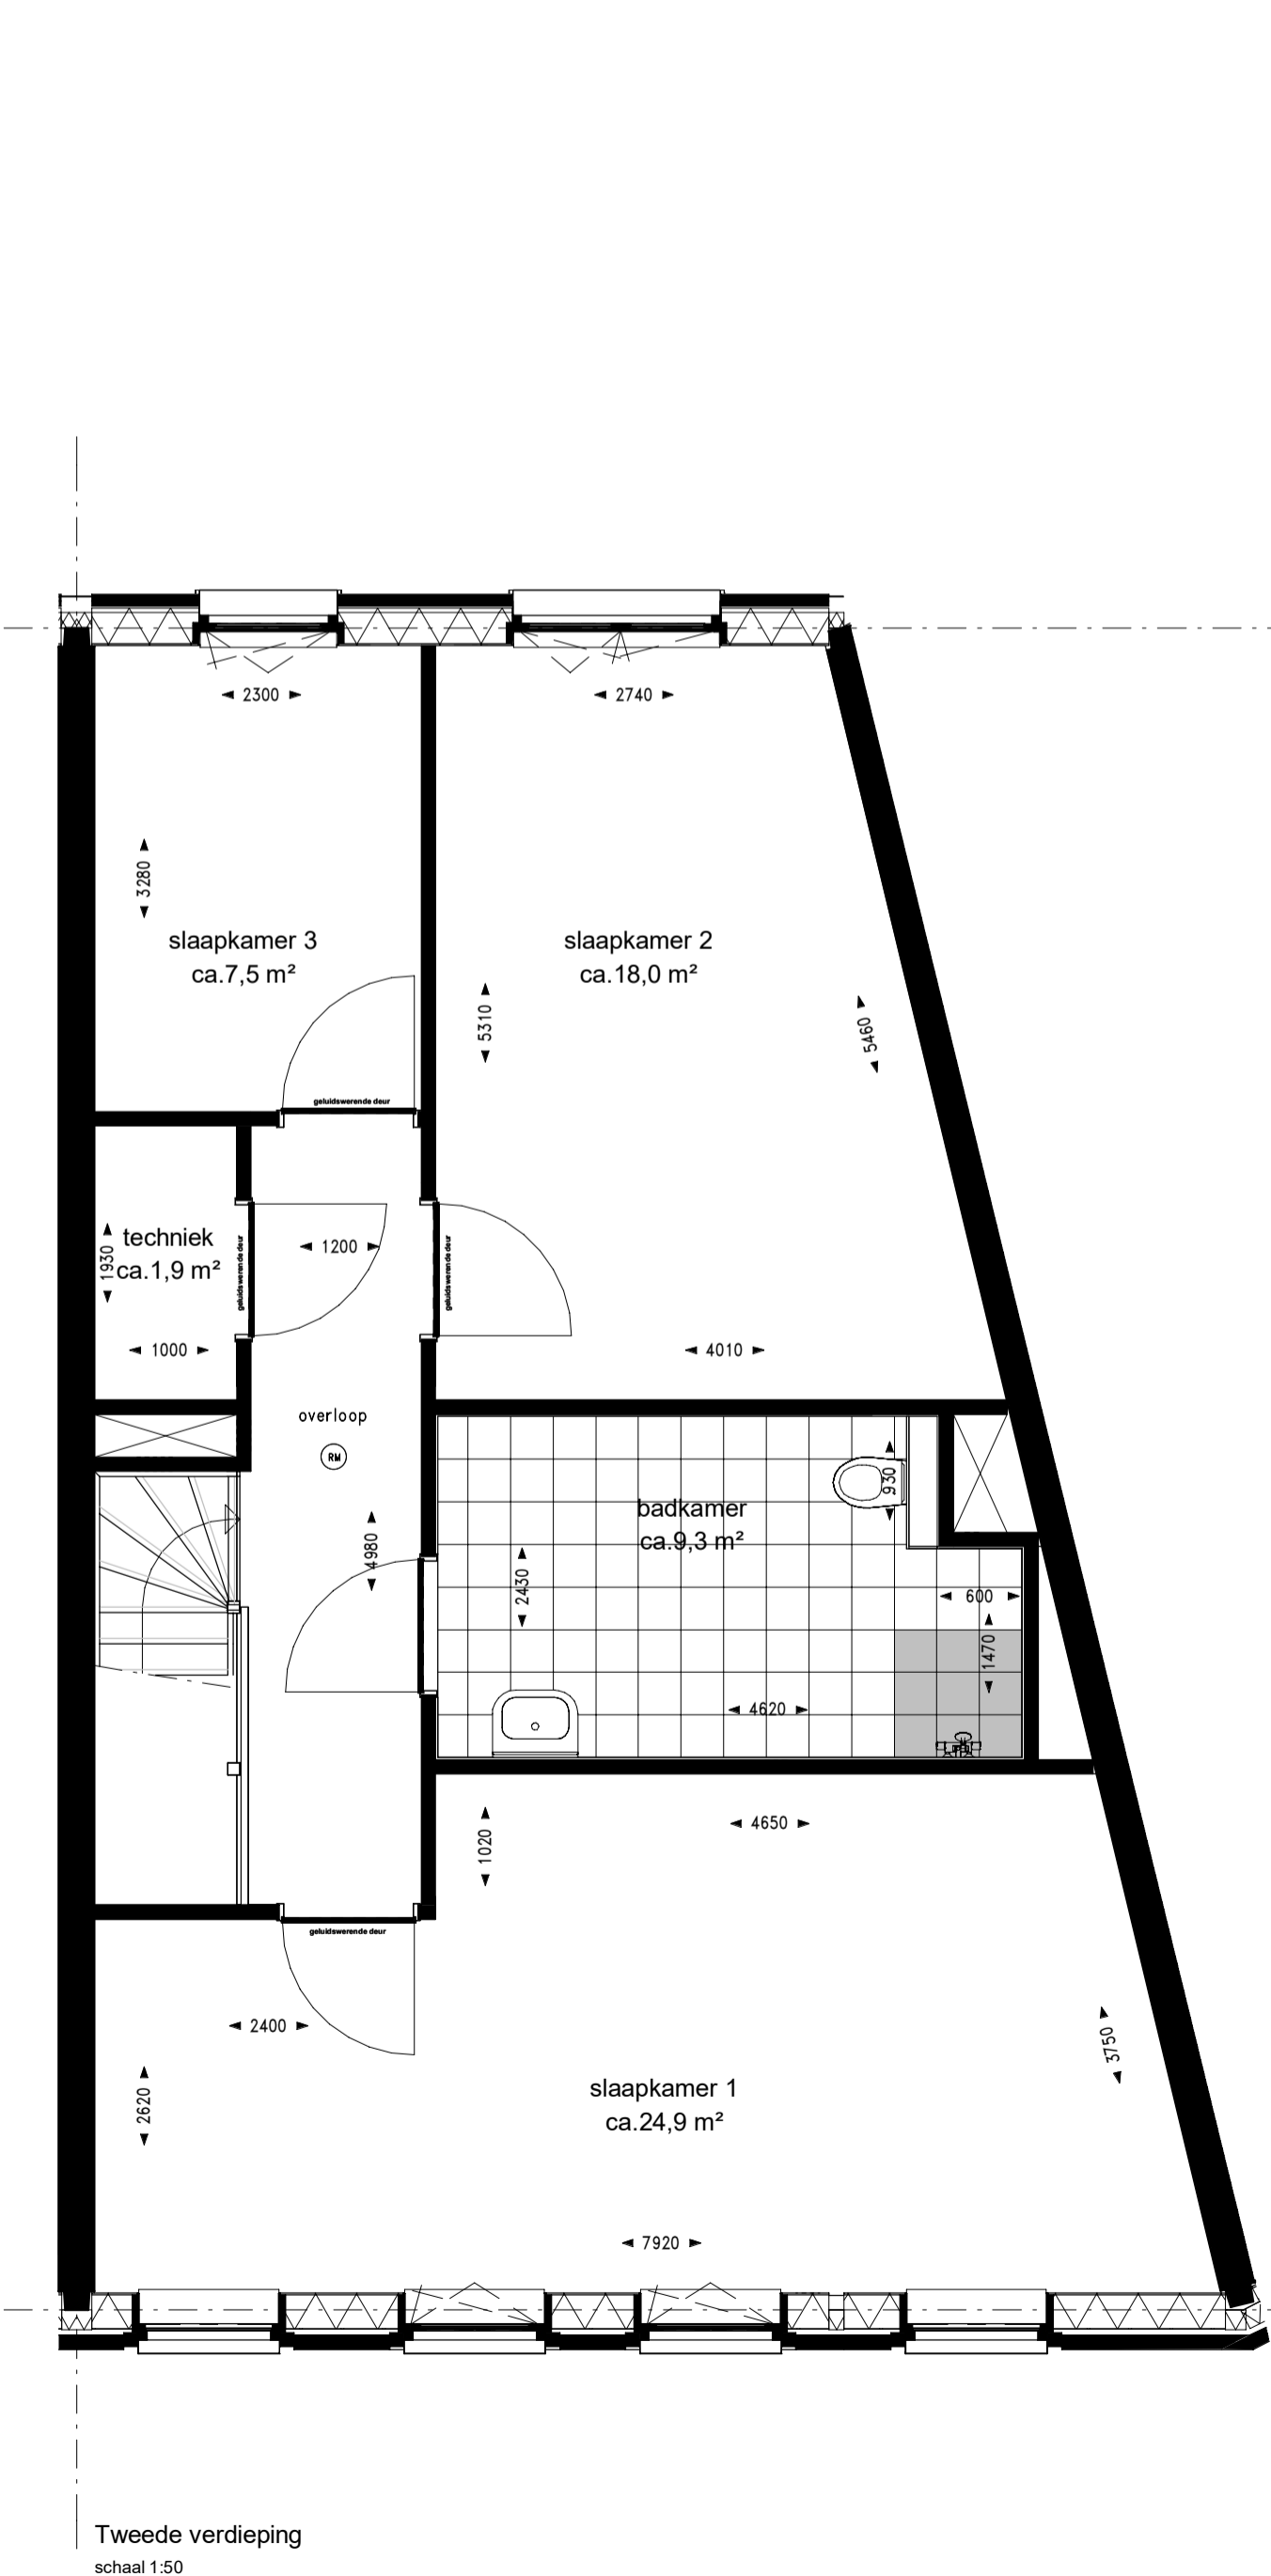 2300
2740
3280
slaapkamer 3
ca.7,5 m²
slaapkamer 2
ca.18,0 m²
5310
5460
geluidswerende deur
techniek
ca.1,9 m²
1930
geluidswerende deur
1200
geluidswerende deur
1000
4010
overloop
RM
930
badkamer
ca.9,3 m²
4980
2430
600
1470
4620
1020
4650
geluidswerende deur
2400
3750
slaapkamer 1
ca.24,9 m²
2620
7920
Tweede verdieping
schaal 1:50